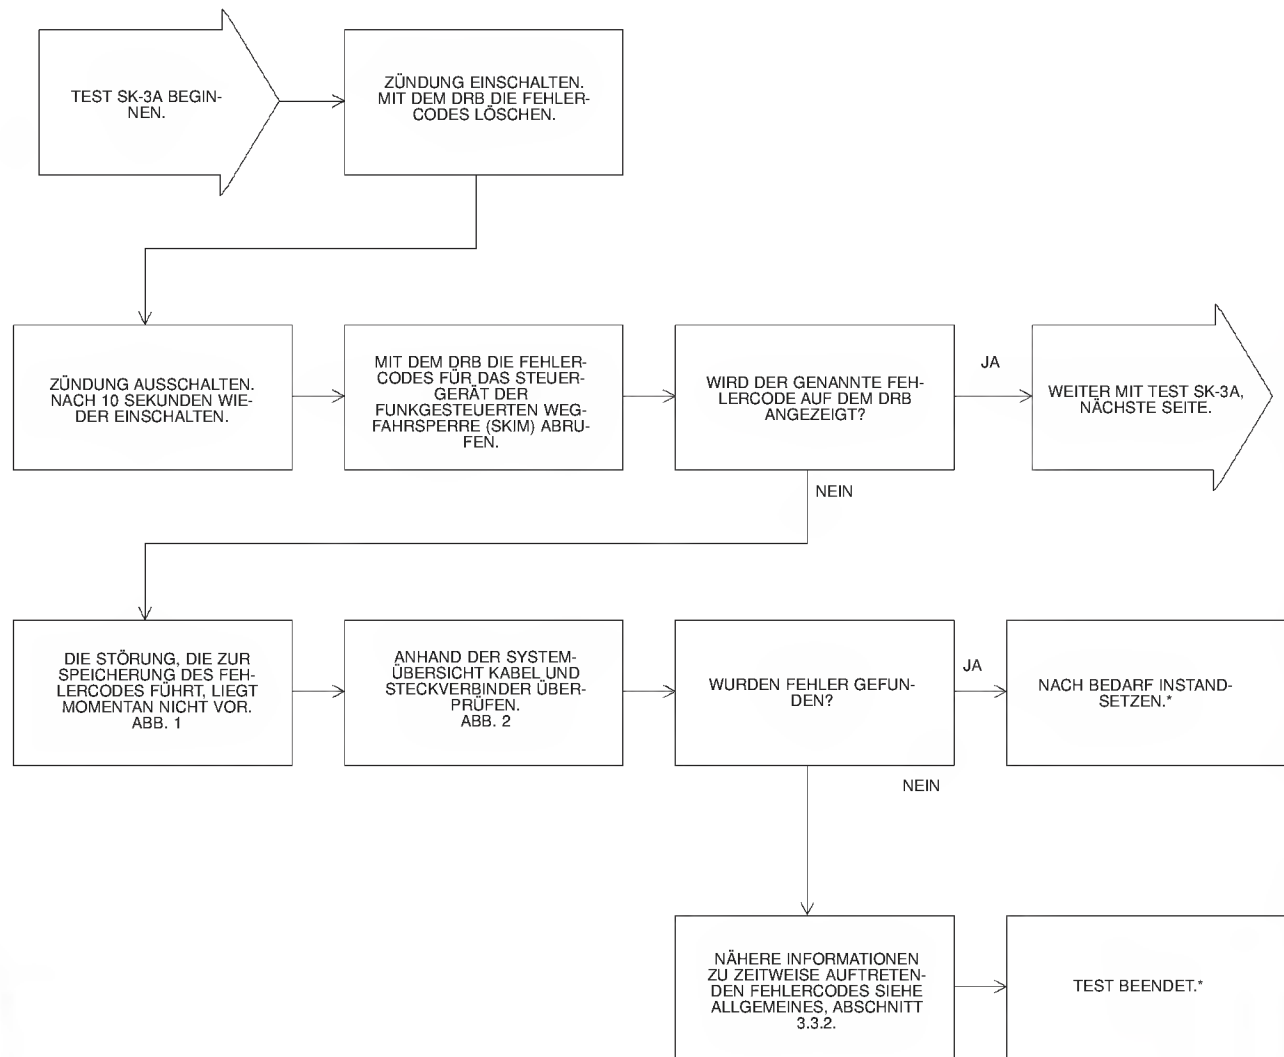 TEST SK-3A BEGIN-
NEN.
ZÜNDUNG EINSCHALTEN.
MIT DEM DRB DIE FEHLER-
CODES LÖSCHEN.
ZÜNDUNG AUSSCHALTEN.
NACH 10 SEKUNDEN WIE-
DER EINSCHALTEN.
MIT DEM DRB DIE FEHLER-
CODES FÜR DAS STEUER-
GERÄT DER
FUNKGESTEUERTEN WEG-
FAHRSPERRE (SKIM) ABRU-
FEN.
WIRD DER GENANNTE FEH-
LERCODE AUF DEM DRB
ANGEZEIGT?
JA
WEITER MIT TEST SK-3A,
NÄCHSTE SEITE.
NEIN
DIE STÖRUNG, DIE ZUR
SPEICHERUNG DES FEH-
LERCODES FÜHRT, LIEGT
MOMENTAN NICHT VOR.
ABB. 1
ANHAND DER SYSTEM-
ÜBERSICHT KABEL UND
STECKVERBINDER ÜBER-
PRÜFEN.
ABB. 2
WURDEN FEHLER GEFUN-
DEN?
JA
NACH BEDARF INSTAND-
SETZEN.*
NEIN
NÄHERE INFORMATIONEN
ZU ZEITWEISE AUFTRETEN-
DEN FEHLERCODES SIEHE
ALLGEMEINES, ABSCHNITT
3.3.2.
TEST BEENDET.*